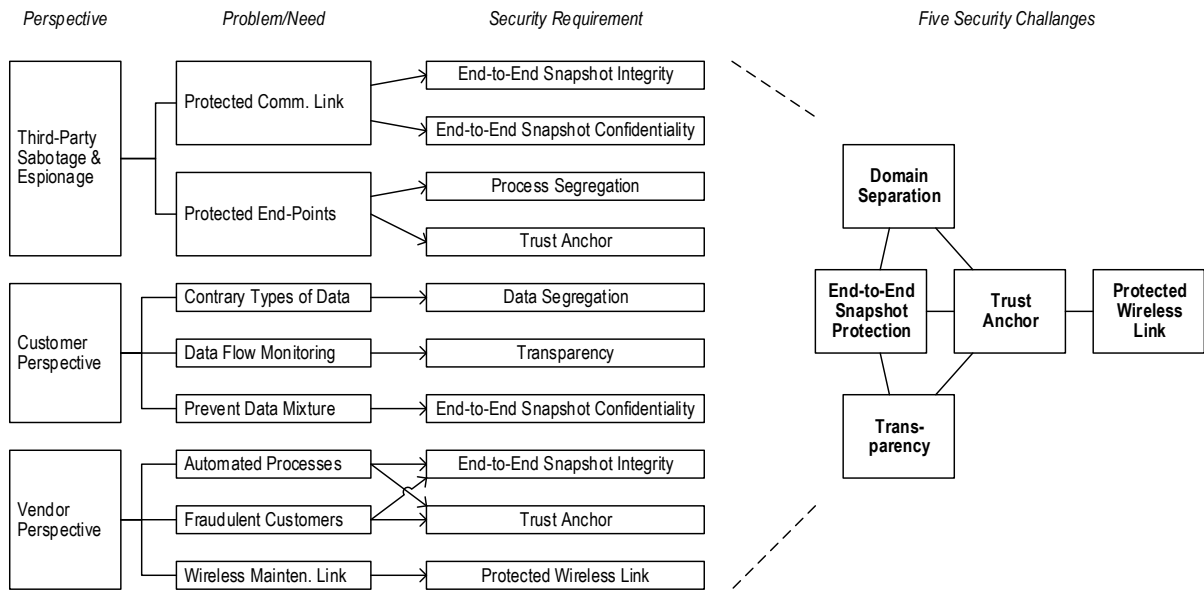 Perspective
Problem/Need
Security Requirement
Five Security Challanges
Third-Party
Sabotage &
Espionage
Protected Comm. Link
End-to-End Snapshot Integrity
End-to-End Snapshot Confidentiality
Protected End-Points
Process Segregation
Trust Anchor
Customer
Perspective
Contrary Types of Data
Data Segregation
Data Flow Monitoring
Transparency
Prevent Data Mixture
End-to-End Snapshot Confidentiality
Vendor
Perspective
Automated Processes
End-to-End Snapshot Integrity
Fraudulent Customers
Trust Anchor
Wireless Mainten. Link
Protected Wireless Link
Domain
Separation
End-to-End
Snapshot
Protection
Trust
Anchor
Protected
Wireless
Link
Trans-
parency